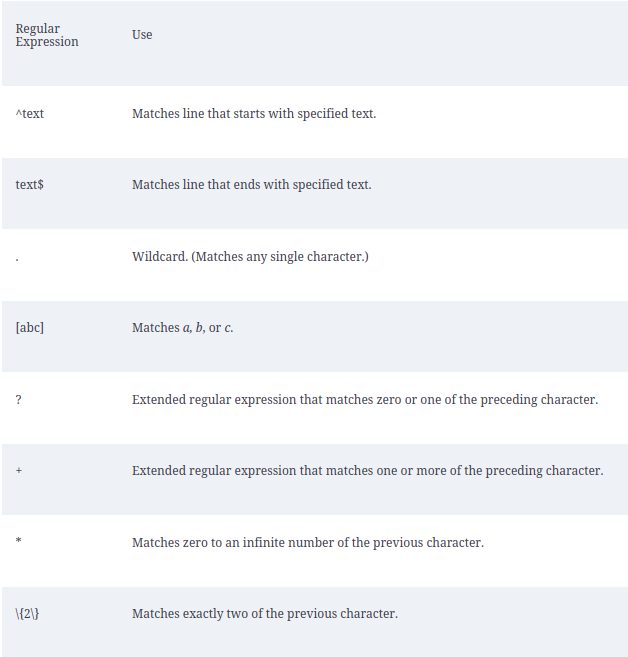 Regular
Expression
Use
^text
Matches line that starts with specified text.
text$
Matches line that ends with specified text.
.
Wildcard. (Matches any single character.)
[abc]
Matches a, b, or c.
?
Extended regular expression that matches zero or one of the preceding character.
+
Extended regular expression that matches one or more of the preceding character.
*
Matches zero to an infinite number of the previous character.
\{2\}
Matches exactly two of the previous character.